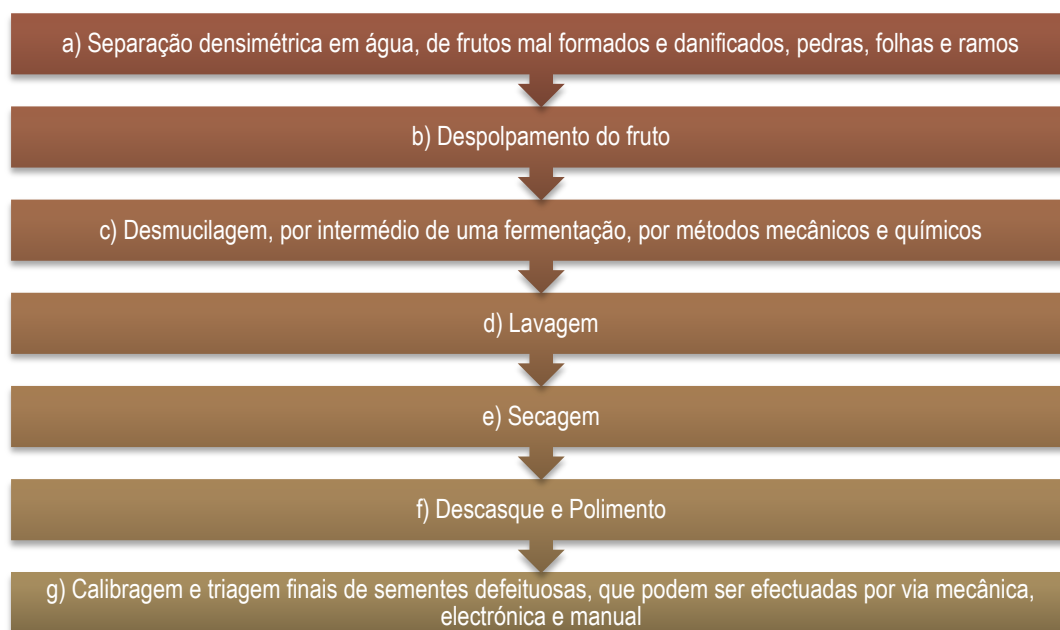 a) Separação densimétrica em água, de frutos mal formados e danificados, pedras, folhas e ramos
b) Despolpamento do fruto
c) Desmucilagem, por intermédio de uma fermentação, por métodos mecânicos e químicos
d) Lavagem
e) Secagem
f) Descasque e Polimento
g) Calibragem e triagem finais de sementes defeituosas, que podem ser efectuadas por via mecânica,
electrónica e manual